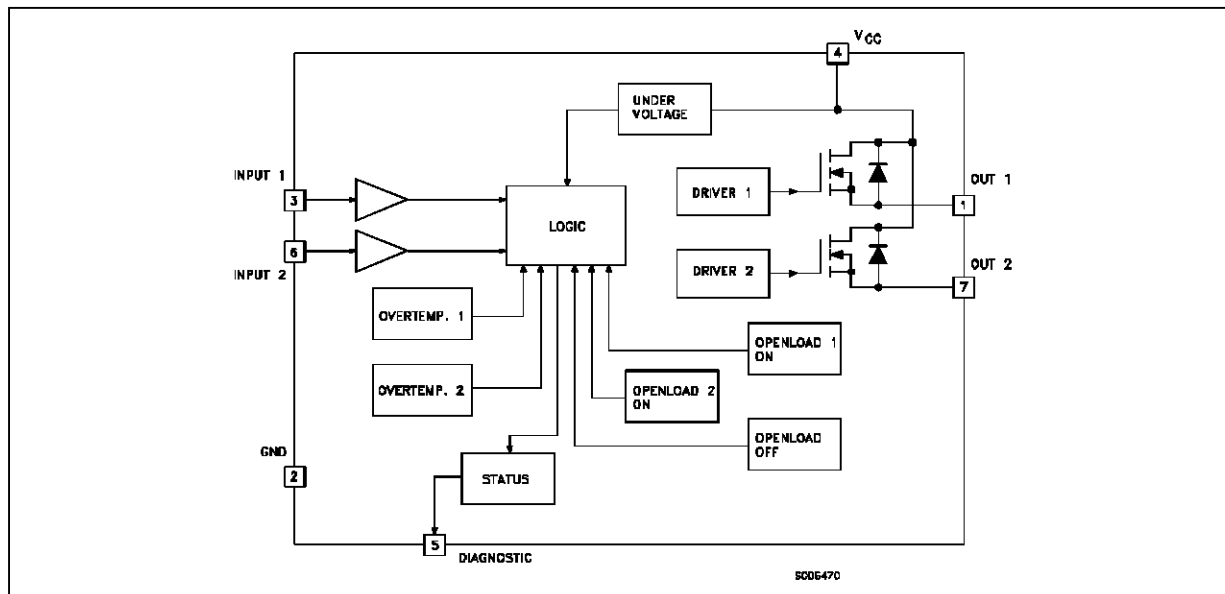 VCC
4
UNDER
VOLTAGE
INPUT 1
3
6
INPUT 2
LOGIC
DRIVER 1
OUT 1
1
DRIVER 2
OUT 2
7
OVERTEMP. 1
OVERTEMP. 2
OPENLOAD 1
ON
OPENLOAD 2
ON
OPENLOAD
OFF
GND
2
STATUS
5
DIAGNOSTIC
SC06470